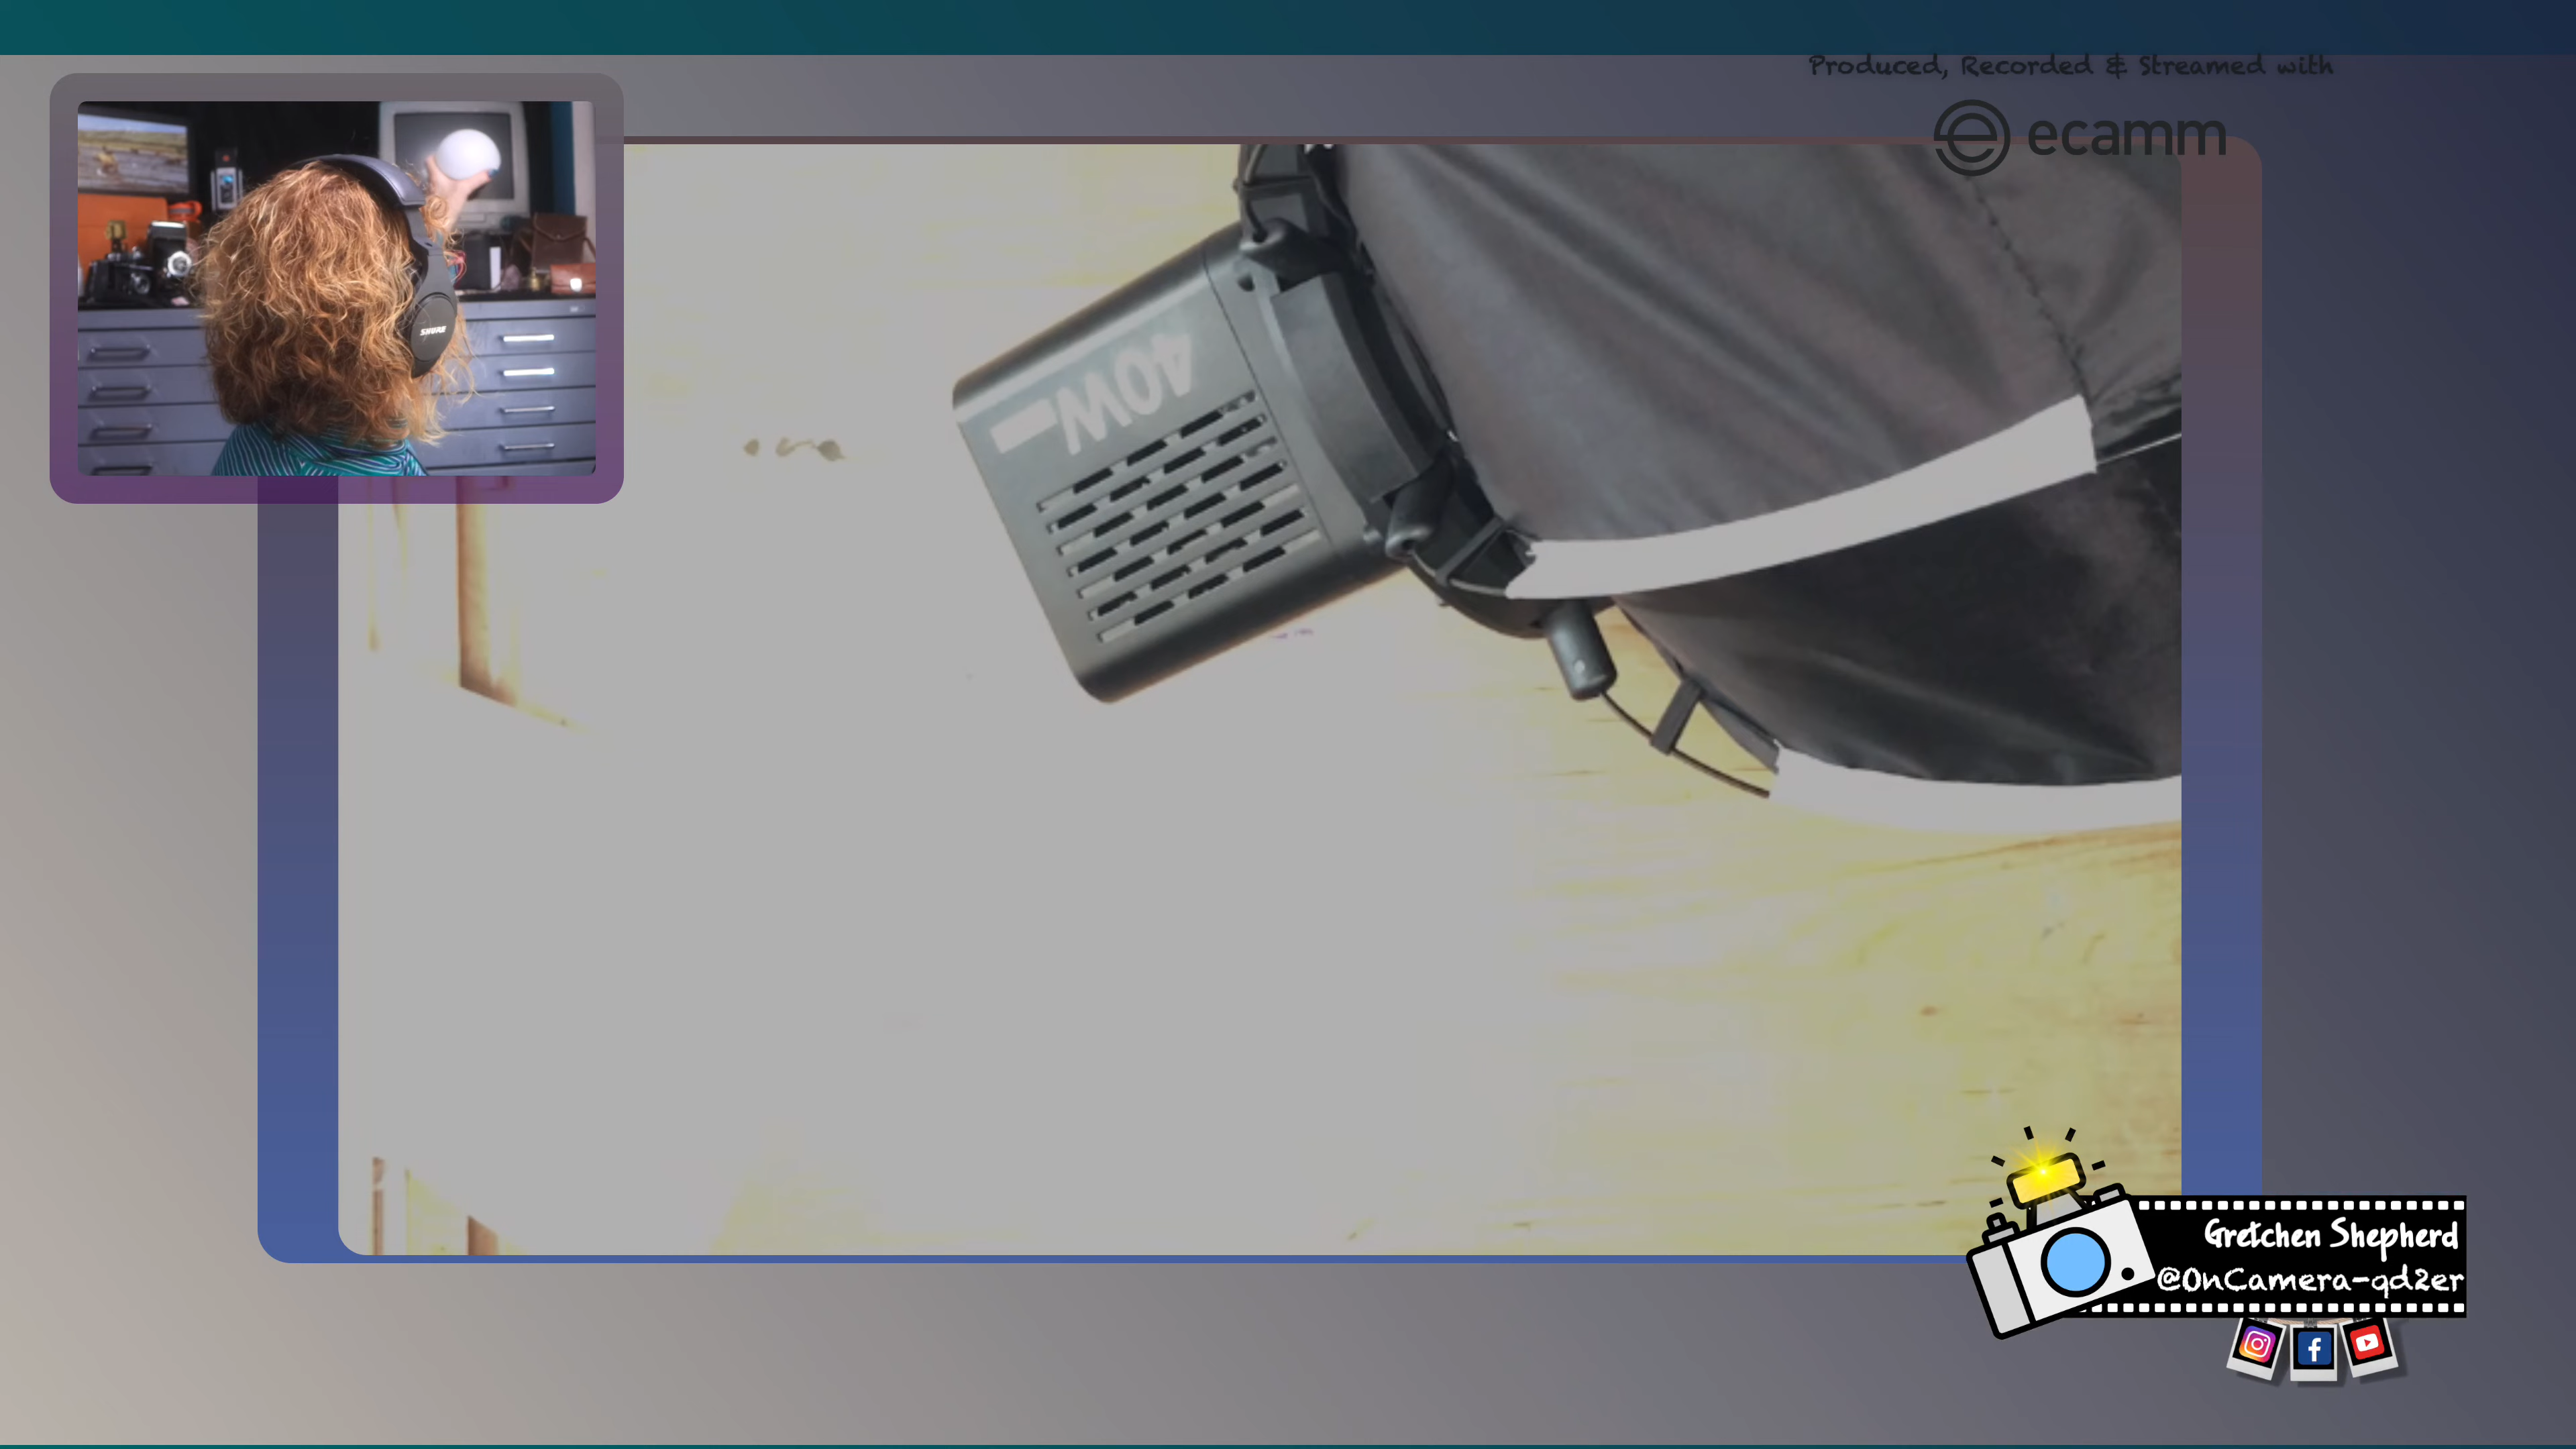 Produced, Recorded & Streamed with
ecamm
SHURE
40W
Gretchen Shepherd
@OnCamera-qd2er